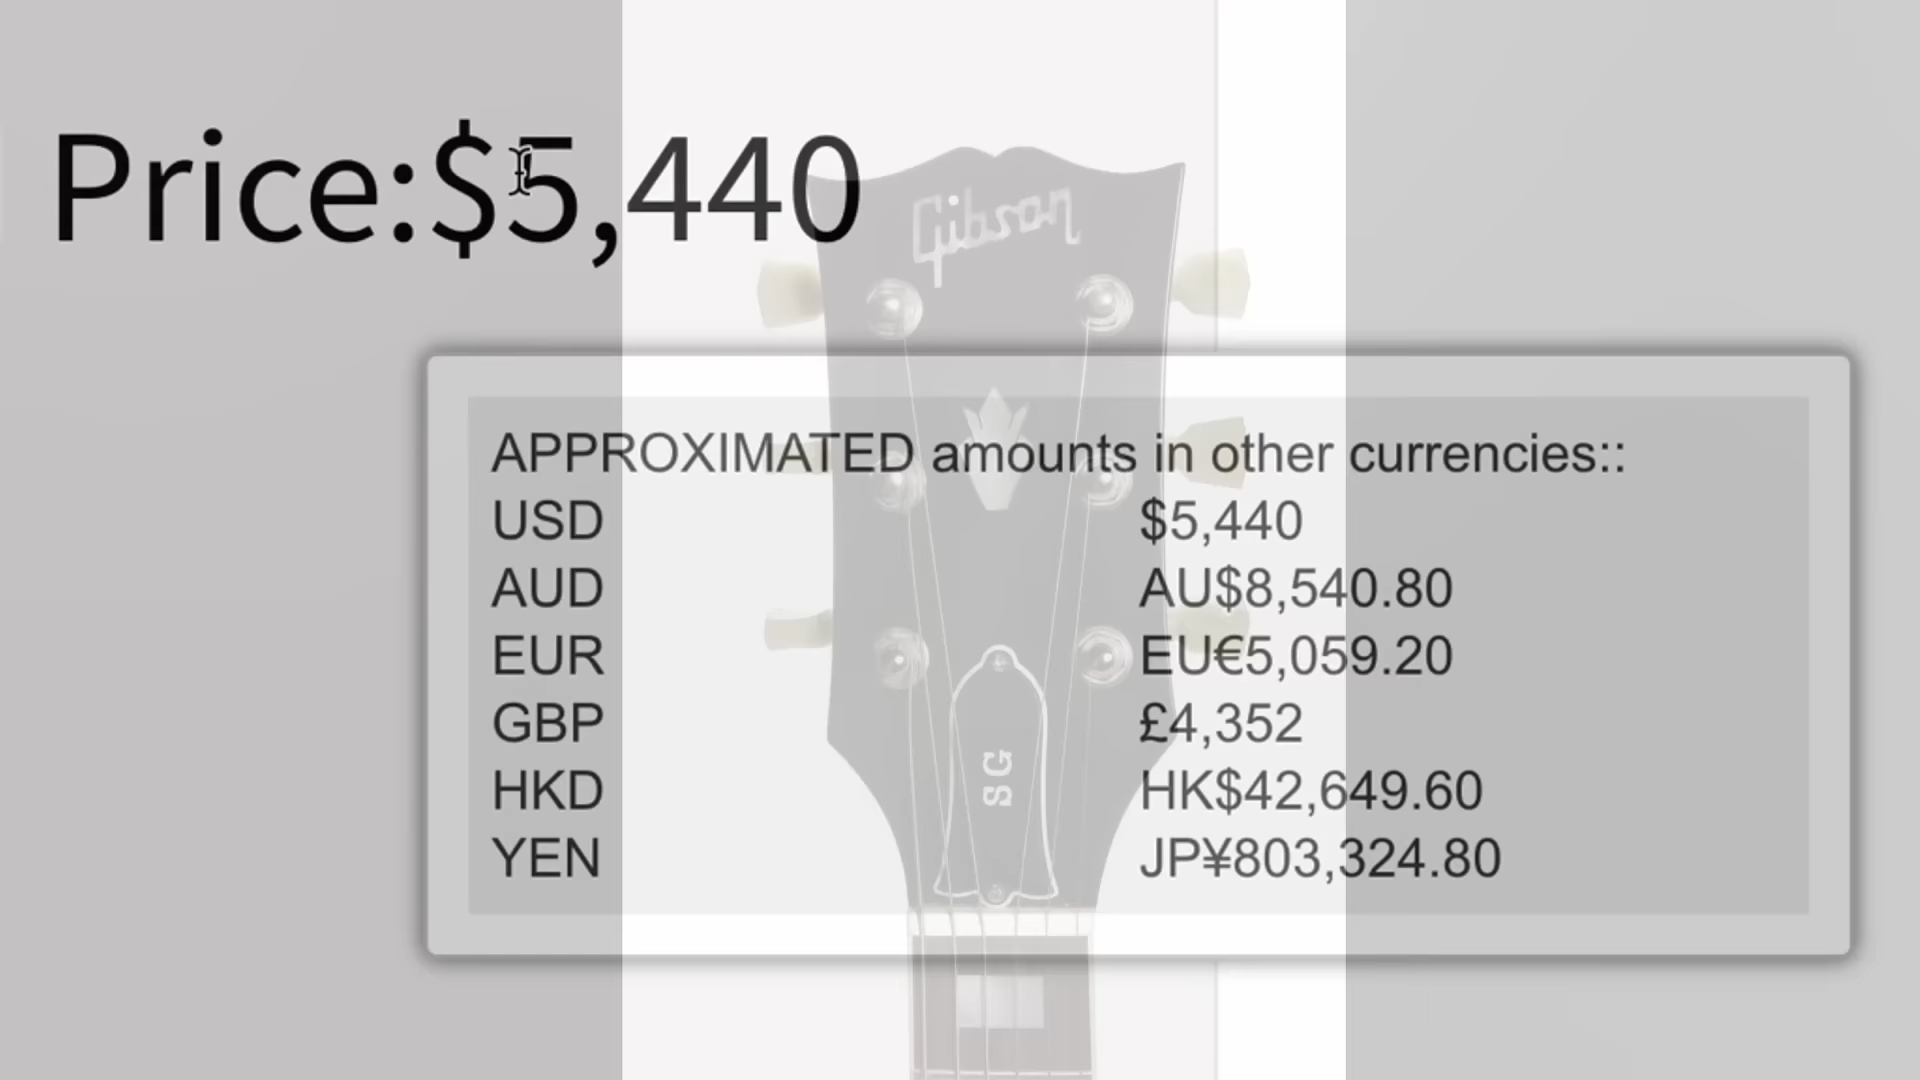 Price:$5,440
Gibson
APPROXIMATED amounts in other currencies::
USD $5,440
AUD AU$8,540.80
EUR EU€5,059.20
GBP £4,352
HKD HK$42,649.60
YEN JP¥803,324.80
SG